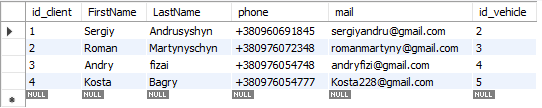 id_client FirstName LastName phone mail id_vehicle
1 Sergiy Andrusyshyn +380960691845 sergiyandru@gmail.com 2
2 Roman Martynyschyn +380976072348 romanmartyny@gmail.com 3
3 Andry fizai +380976054748 andryfizi@gmail.com 4
4 Kosta Bagry +380976054777 Kosta228@gmail.com 5
NULL NULL NULL NULL NULL NULL